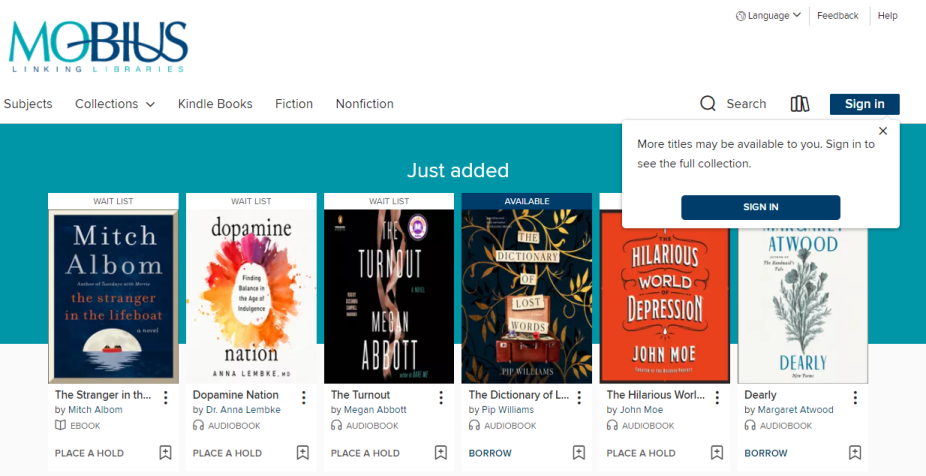 Language
Feedback
Help
MOBIUS
LINKING LIBRARIES
Subjects
Collections
Kindle Books
Fiction
Nonfiction
Search
Sign in
More titles may be available to you. Sign in to
see the full collection.
SIGN IN
Just added
WAIT LIST
WAIT LIST
WAIT LIST
AVAILABLE
Mitch
Albom
Author of Tuesdays with Morrie
the stranger
in the lifeboat
a novel
dopamine
Finding
Balance in
the Age of
Indulgence
nation
ANNA LEMBKE, MD
THE
TURNOUT
A NOVEL
MEGAN
ABBOTT
author of DARE ME
THE
DICTIONARY
OF
LOST
WORDS
PIP WILLIAMS
THE
HILARIOUS
WORLD
OF
DEPRESSION
JOHN MOE
MARGARET
ATWOOD
The Handmaid's
Tale
DEARLY
New Poems
The Stranger in th...
by Mitch Albom
EBOOK
PLACE A HOLD
Dopamine Nation
by Dr. Anna Lembke
AUDIOBOOK
PLACE A HOLD
The Turnout
by Megan Abbott
AUDIOBOOK
PLACE A HOLD
The Dictionary of L...
by Pip Williams
AUDIOBOOK
BORROW
The Hilarious Worl...
by John Moe
AUDIOBOOK
PLACE A HOLD
Dearly
by Margaret Atwood
AUDIOBOOK
BORROW